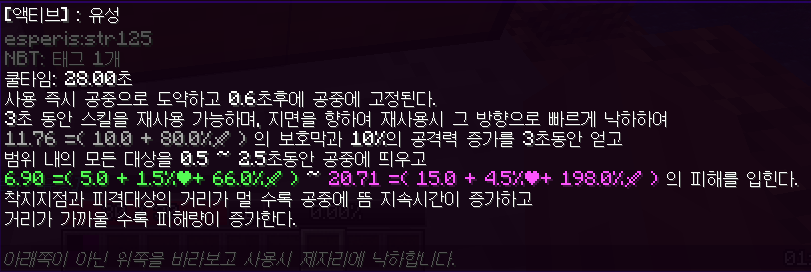 [액티브] : 유성
esperis:str125
NBT: 태그 1개
쿨타임: 28.00초
사용 즉시 공중으로 도약하고 0.6초후에 공중에 고정된다.
3초 동안 스킬을 재사용 가능하며, 지면을 향하여 재사용시 그 방향으로 빠르게 낙하하여
11.76 =( 10.0 + 80.0%🗡 ) 의 보호막과 10%의 공격력 증가를 3초동안 얻고
범위 내의 모든 대상을 0.5 ~ 2.5초동안 공중에 띄우고
6.90 =( 5.0 + 1.5%❤+ 66.0%🗡 ) ~ 20.71 =( 15.0 + 4.5%❤+ 198.0%🗡 ) 의 피해를 입힌다.
착지지점과 피격대상의 거리가 멀 수록 공중에 뜸 지속시간이 증가하고
거리가 가까울 수록 피해량이 증가한다.
아래쪽이 아닌 위쪽을 바라보고 사용시 제자리에 낙하합니다.